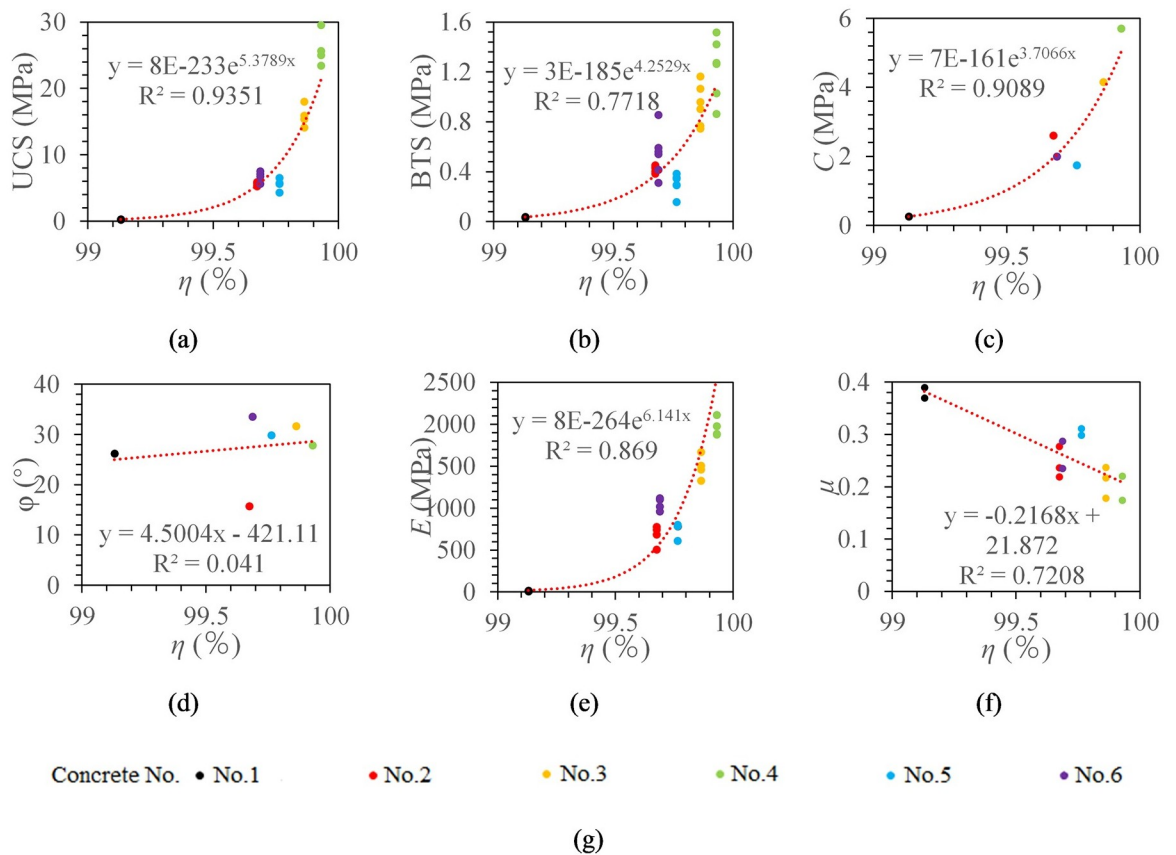 30
y = 8E-233e^5.3789x
R² = 0.9351
20
10
0
UCS (MPa)
99 99.5 100
η (%)
(a)
1.6
y = 3E-185e^4.2529x
R² = 0.7718
1.2
0.8
0.4
0
BTS (MPa)
99 99.5 100
η (%)
(b)
6
y = 7E-161e^3.7066x
R² = 0.9089
4
2
0
C (MPa)
99 99.5 100
η (%)
(c)
40
30
20
10
0
φ (°)
y = 4.5004x - 421.11
R² = 0.041
99 99.5 100
η (%)
(d)
2500
2000
1500
1000
500
0
E (MPa)
y = 8E-264e^6.141x
R² = 0.869
99 99.5 100
η (%)
(e)
0.4
0.3
0.2
0.1
0
μ
y = -0.2168x +
21.872
R² = 0.7208
99 99.5 100
η (%)
(f)
Concrete No. No.1 No.2 No.3 No.4 No.5 No.6
(g)